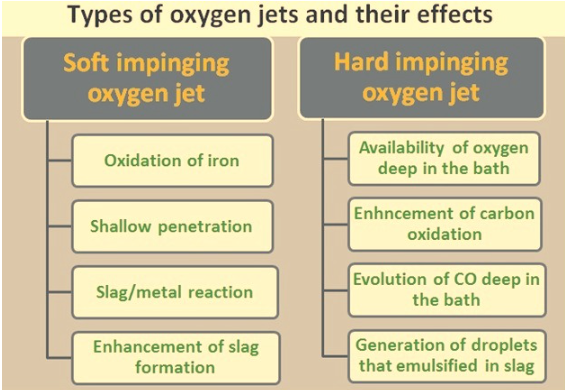 Types of oxygen jets and their effects
Soft impinging
oxygen jet
Oxidation of iron
Shallow penetration
Slag/metal reaction
Enhancement of slag
formation
Hard impinging
oxygen jet
Availability of oxygen
deep in the bath
Enhncement of carbon
oxidation
Evolution of CO deep in
the bath
Generation of droplets
that emulsified in slag